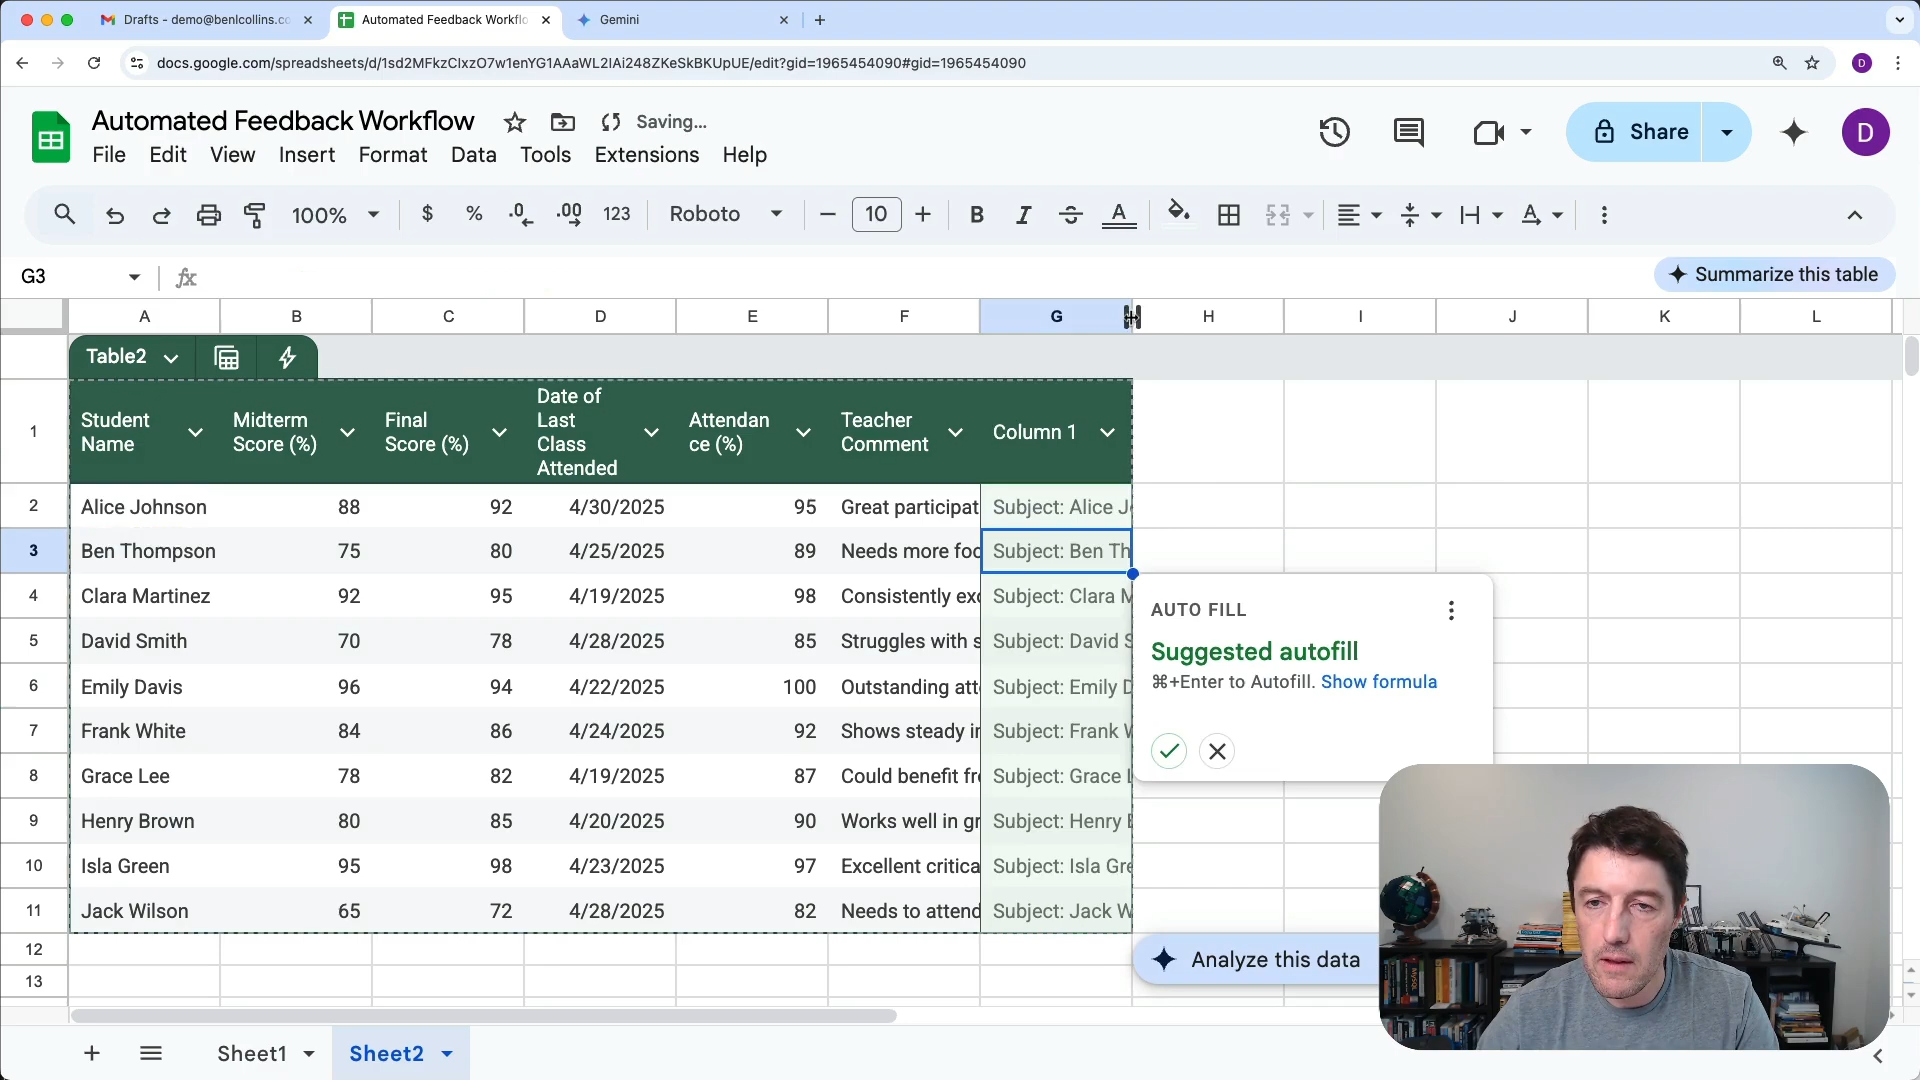 Drafts - demo@benlcollins.co
Automated Feedback Workflo
Gemini
docs.google.com/spreadsheets/d/1sd2MFkzClxzO7w1enYG1AAaWL2lAi248ZKeSkBKUpUE/edit?gid=1965454090#gid=1965454090
D
Automated Feedback Workflow
Saving...
Share
D
File Edit View Insert Format Data Tools Extensions Help
100% $ % .0 .00 123 Roboto 10 B I S A A
G3 fx
Summarize this table
A B C D E F G H I J K L
Table2
1 Student Name Midterm Score (%) Final Score (%) Date of Last Class Attended Attendan ce (%) Teacher Comment Column 1
2 Alice Johnson 88 92 4/30/2025 95 Great participat Subject: Alice J
3 Ben Thompson 75 80 4/25/2025 89 Needs more foc Subject: Ben Th
4 Clara Martinez 92 95 4/19/2025 98 Consistently exc Subject: Clara M
5 David Smith 70 78 4/28/2025 85 Struggles with s Subject: David S
6 Emily Davis 96 94 4/22/2025 100 Outstanding att Subject: Emily D
7 Frank White 84 86 4/24/2025 92 Shows steady in Subject: Frank W
8 Grace Lee 78 82 4/19/2025 87 Could benefit fr Subject: Grace L
9 Henry Brown 80 85 4/20/2025 90 Works well in gr Subject: Henry B
10 Isla Green 95 98 4/23/2025 97 Excellent critica Subject: Isla Gre
11 Jack Wilson 65 72 4/28/2025 82 Needs to attend Subject: Jack W
12
13
AUTO FILL
Suggested autofill
⌘+Enter to Autofill. Show formula
Analyze this data
MySQL
Sheet1
Sheet2